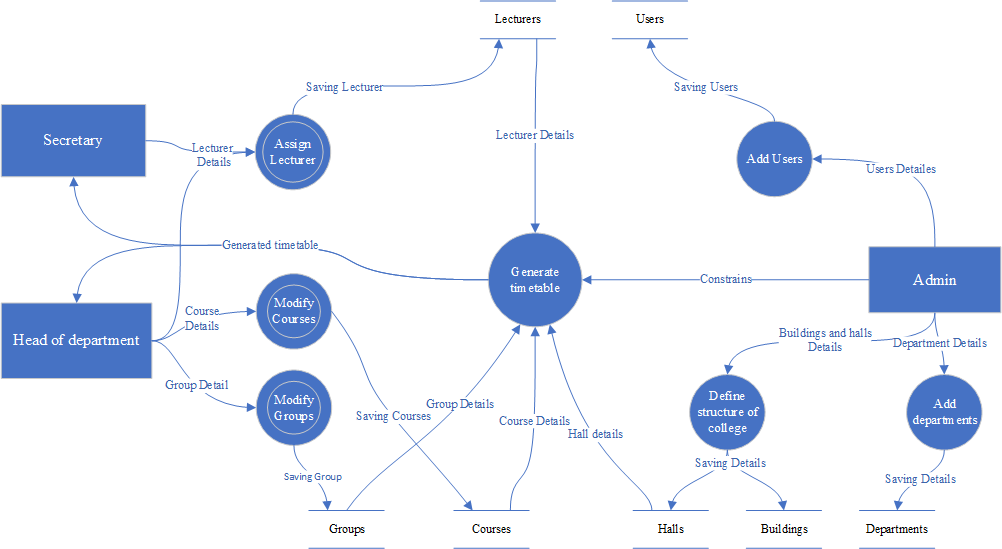 Lecturers
Users
Saving Lecturer
Saving Users
Secretary
Lecturer
Details
Assign
Lecturer
Lecturer Details
Add Users
Users Detailes
Generated timetable
Generate
timetable
Constrains
Admin
Head of department
Course
Details
Modify
Courses
Buildings and halls
Details
Department Details
Group Detail
Modify
Groups
Saving Courses
Group Details
Course Details
Hall details
Define
structure of
college
Add
departments
Saving Group
Saving Details
Saving Details
Groups
Courses
Halls
Buildings
Departments